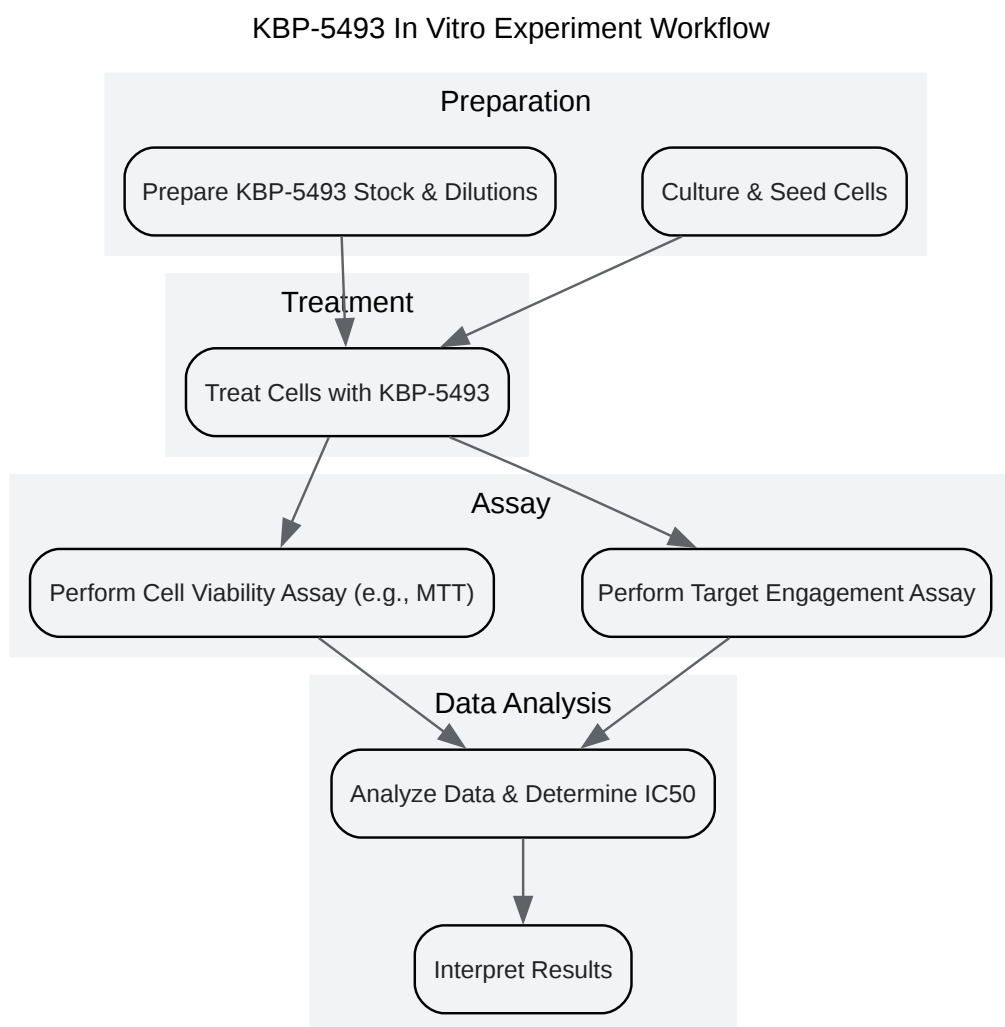 KBP-5493 In Vitro Experiment Workflow
Preparation
Prepare KBP-5493 Stock & Dilutions
Culture & Seed Cells
Treatment
Treat Cells with KBP-5493
Assay
Perform Cell Viability Assay (e.g., MTT)
Perform Target Engagement Assay
Data Analysis
Analyze Data & Determine IC50
Interpret Results